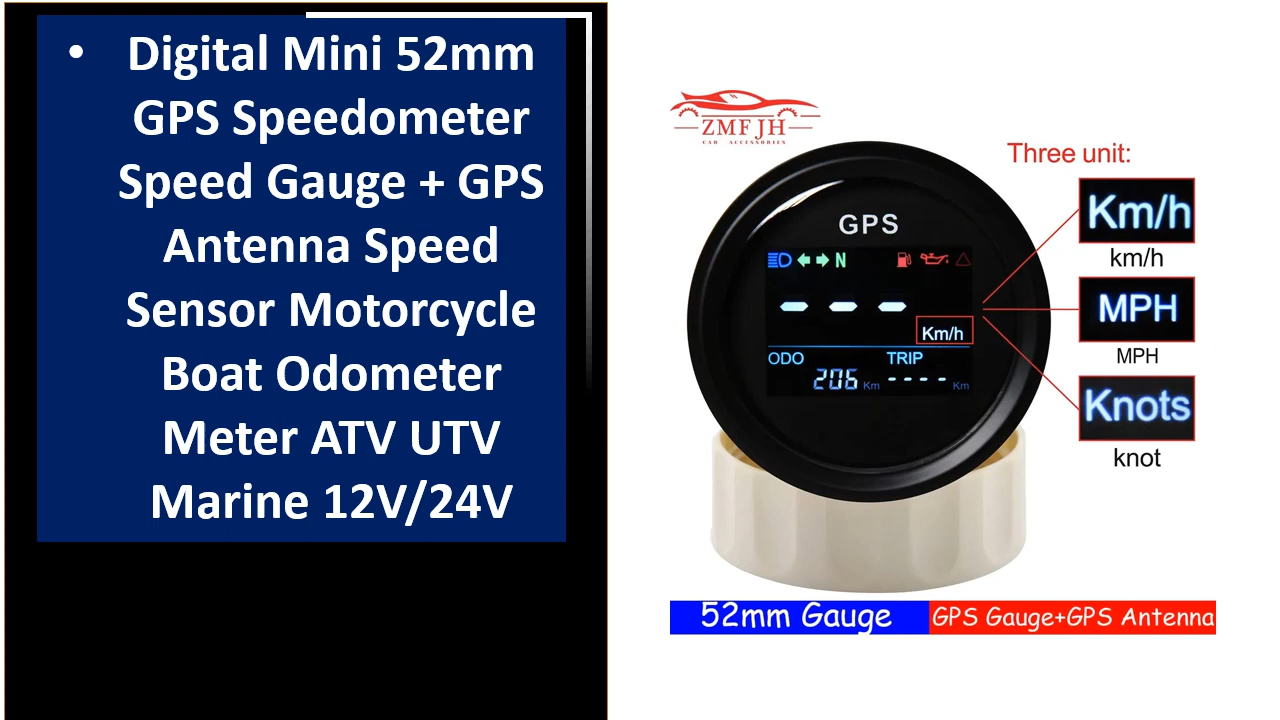 • Digital Mini 52mm
GPS Speedometer
Speed Gauge + GPS
Antenna Speed
Sensor Motorcycle
Boat Odometer
Meter ATV UTV
Marine 12V/24V
ZMFJH
CAR ACCESSORIES
Three unit:
Km/h
km/h
MPH
MPH
Knots
knot
GPS
N
- - -
Km/h
ODO TRIP
206 Km ---- Km
52mm Gauge GPS Gauge+GPS Antenna